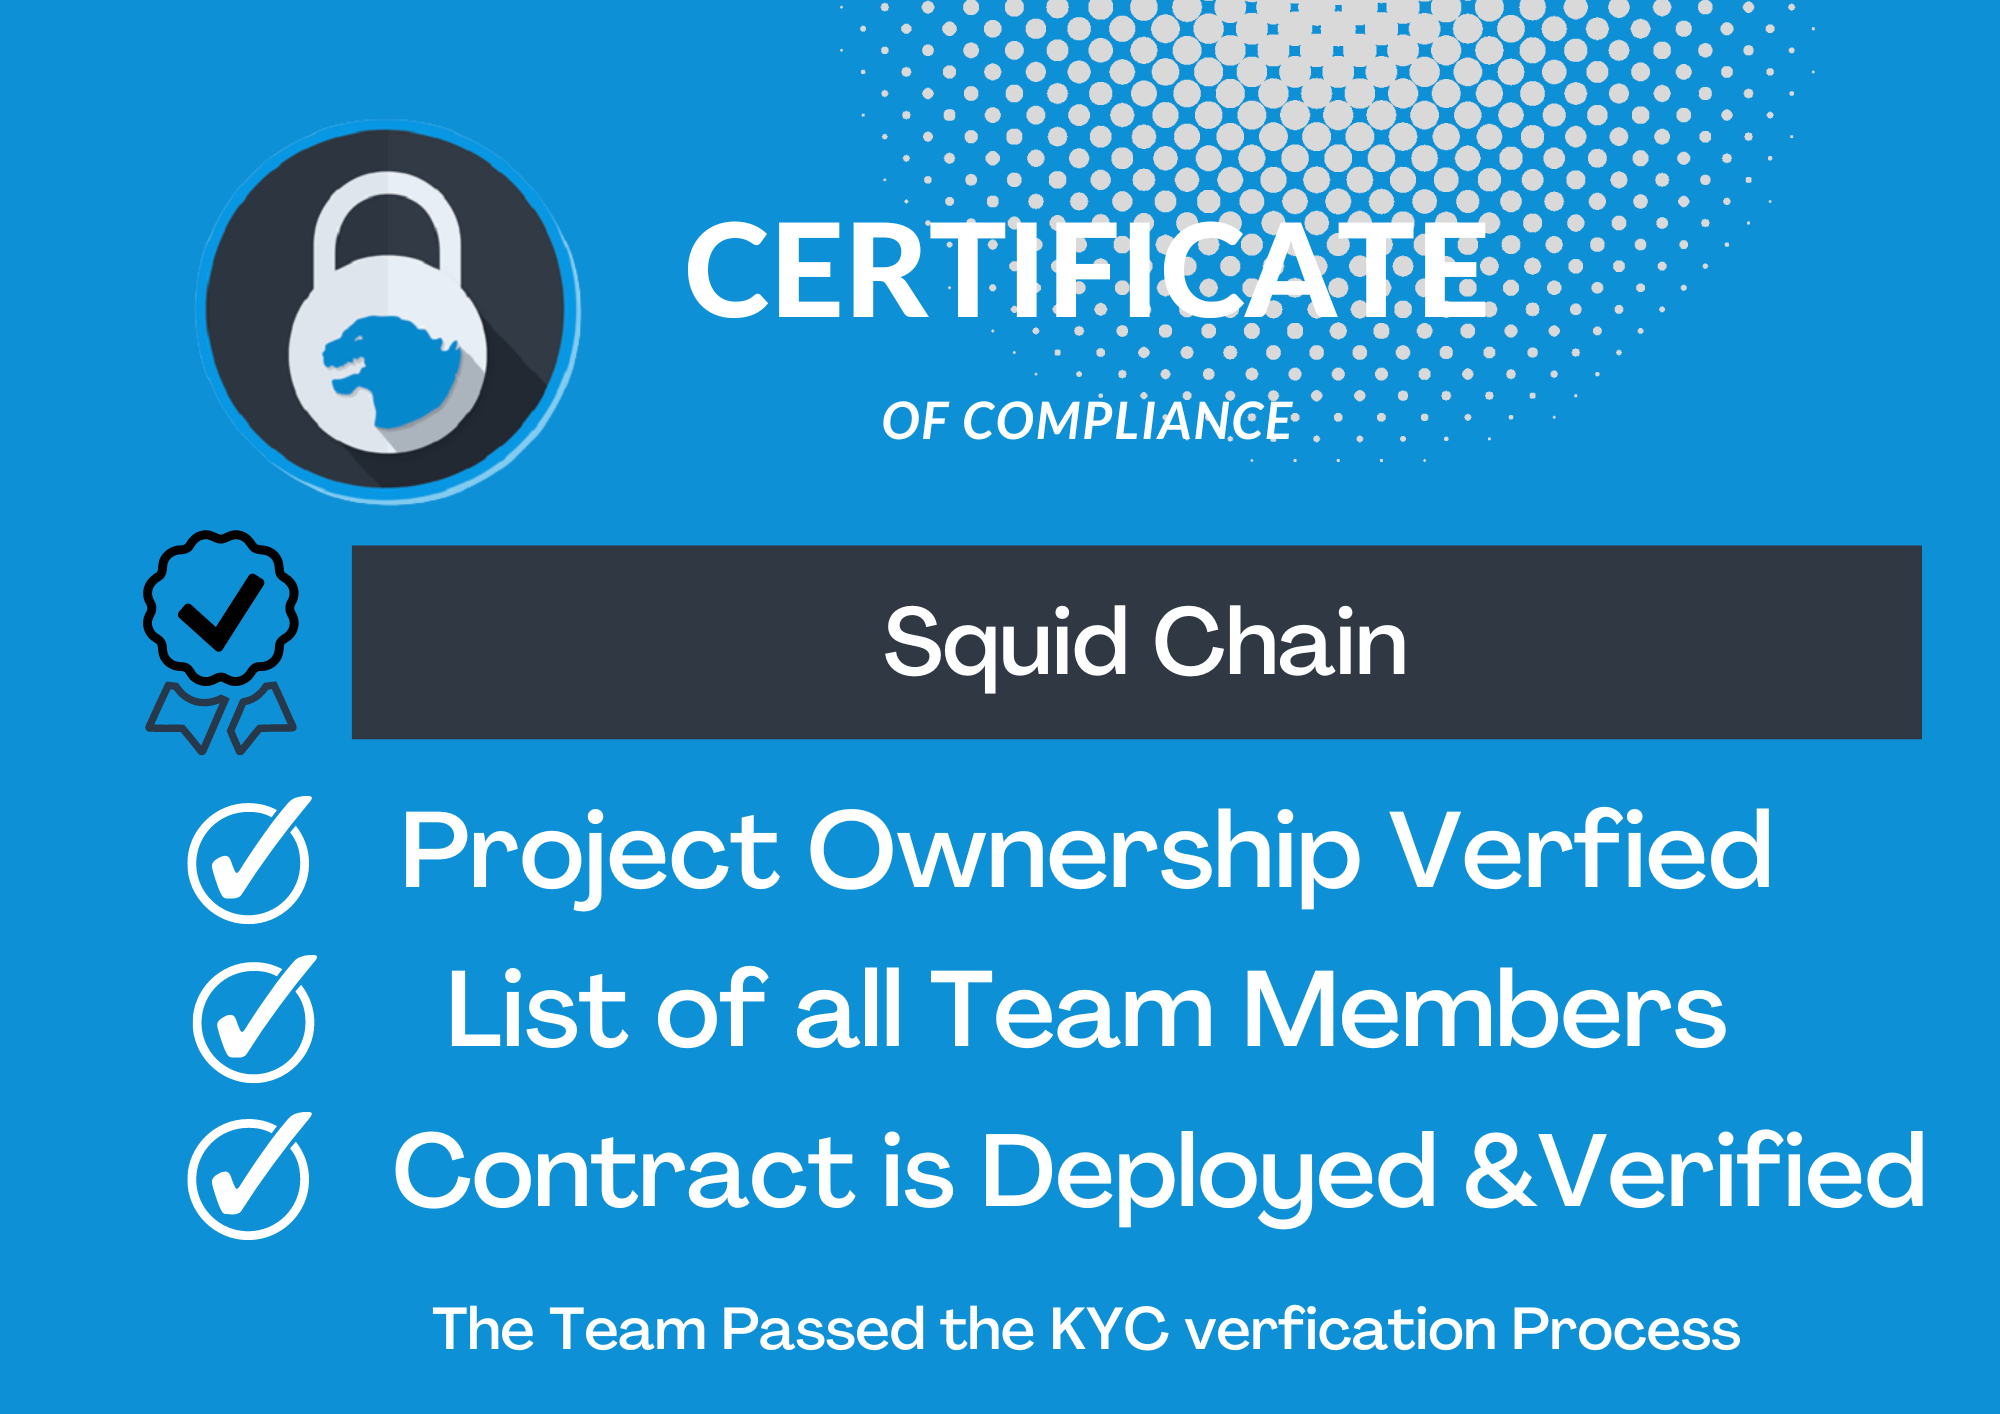 CERTIFICATE
OF COMPLIANCE
Squid Chain
Project Ownership Verfied
List of all Team Members
Contract is Deployed &Verified
The Team Passed the KYC verfication Process